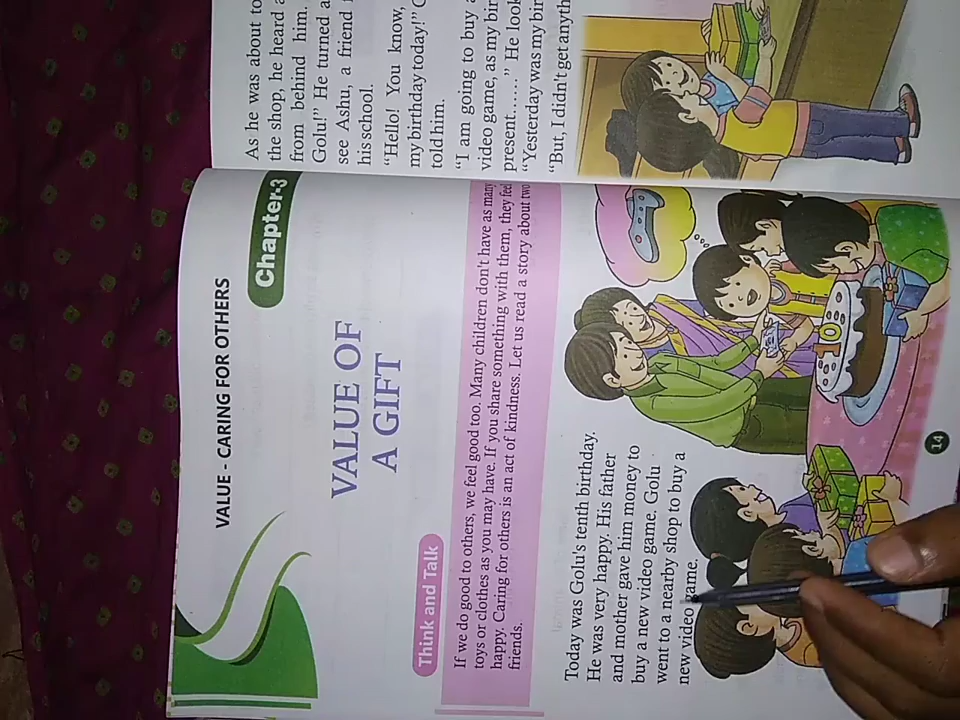 VALUE - CARING FOR OTHERS
Chapter-3
VALUE OF
A GIFT
Think and Talk
If we do good to others, we feel good too. Many children don't have as many
toys or clothes as you may have. If you share something with them, they feel
happy. Caring for others is an act of kindness. Let us read a story about two
friends.
Today was Golu's tenth birthday.
He was very happy. His father
and mother gave him money to
buy a new video game. Golu
went to a nearby shop to buy a
new video game.
10
14
As he was about to
the shop, he heard
from behind him.
Golu!" He turned
see Ashu, a friend
his school.
"Hello! You know,
my birthday today!"
told him.
"I am going to buy a
video game, as my
present......" He
"Yesterday was my
"But, I didn't get